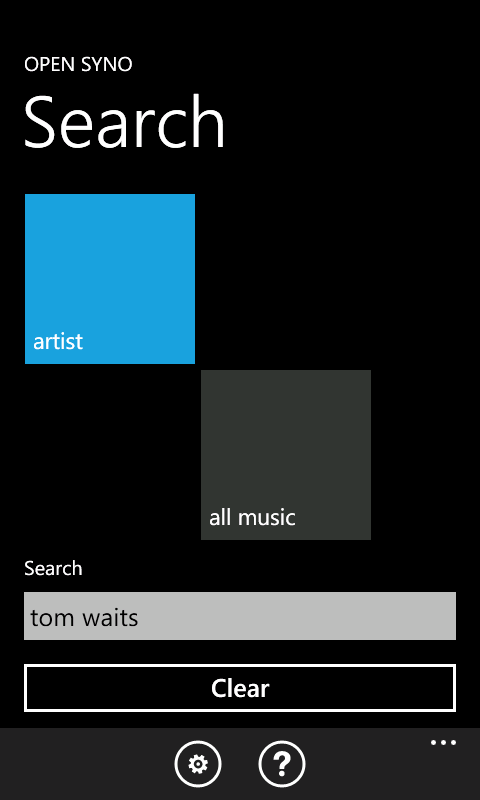 OPEN SYNO
Search
artist
all music
Search
tom waits
Clear